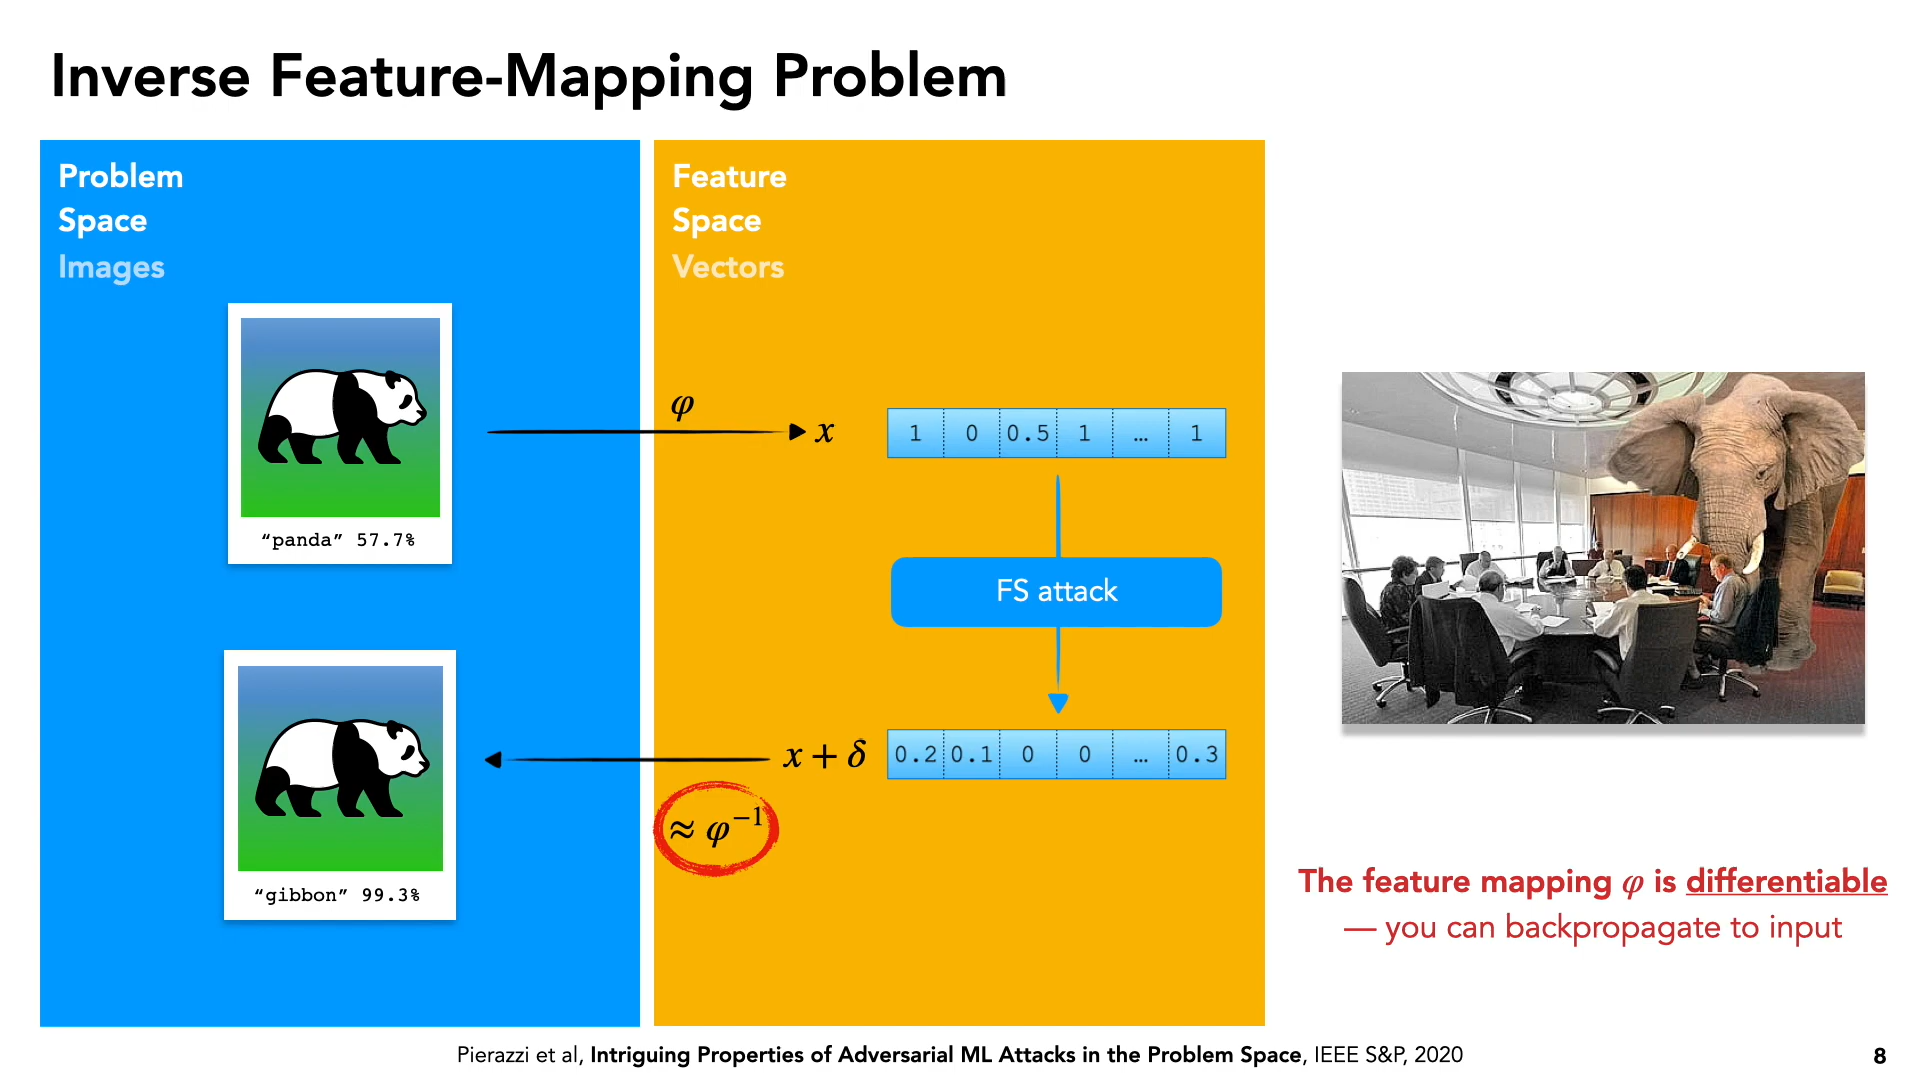 Inverse Feature-Mapping Problem
Problem
Space
Images
“panda” 57.7%
“gibbon” 99.3%
Feature
Space
Vectors
φ
x
1 0 0.5 1 … 1
FS attack
x + δ
0.2 0.1 0 0 … 0.3
≈ φ⁻¹
The feature mapping φ is differentiable
— you can backpropagate to input
Pierazzi et al, Intriguing Properties of Adversarial ML Attacks in the Problem Space, IEEE S&P, 2020
8